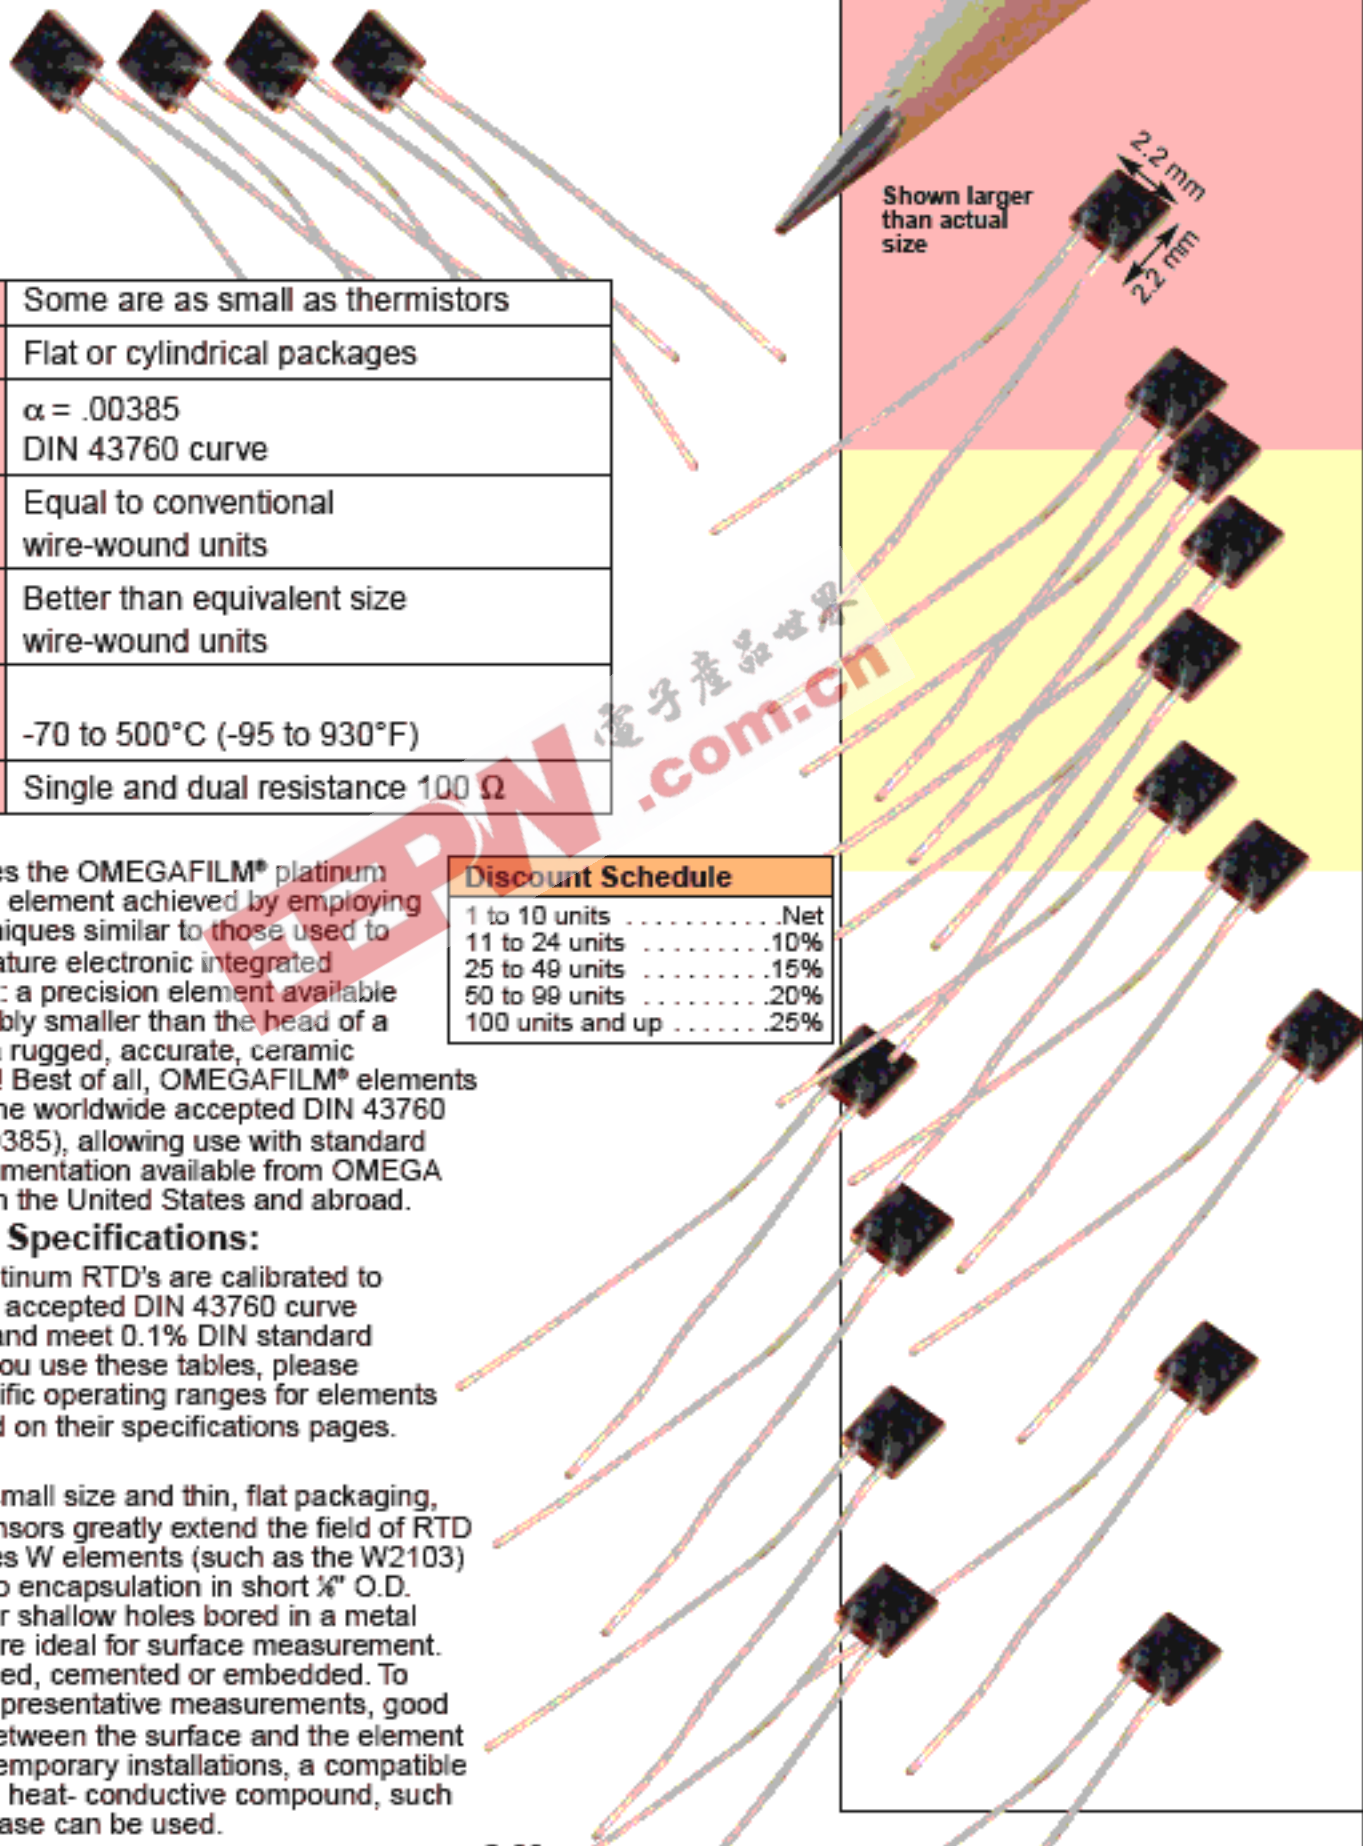 2.2 mm
2.2 mm
Shown larger
than actual
size
Some are as small as thermistors
Flat or cylindrical packages
α = .00385
DIN 43760 curve
Equal to conventional
wire-wound units
Better than equivalent size
wire-wound units
-70 to 500°C (-95 to 930°F)
Single and dual resistance 100 Ω
電子產品世界
EEPW .com.cn
es the OMEGAFILM® platinum
element achieved by employing
niques similar to those used to
ature electronic integrated
: a precision element available
bly smaller than the head of a
rugged, accurate, ceramic
! Best of all, OMEGAFILM® elements
ne worldwide accepted DIN 43760
385), allowing use with standard
mentation available from OMEGA
n the United States and abroad.
Discount Schedule
1 to 10 units . . . . . . . . . . .Net
11 to 24 units . . . . . . . . .10%
25 to 49 units . . . . . . . . .15%
50 to 99 units . . . . . . . . .20%
100 units and up . . . . . . .25%
Specifications:
tinum RTD's are calibrated to
accepted DIN 43760 curve
and meet 0.1% DIN standard
ou use these tables, please
ific operating ranges for elements
d on their specifications pages.
small size and thin, flat packaging,
nsors greatly extend the field of RTD
es W elements (such as the W2103)
o encapsulation in short ⅛" O.D.
r shallow holes bored in a metal
re ideal for surface measurement.
ed, cemented or embedded. To
presentative measurements, good
etween the surface and the element
emporary installations, a compatible
heat- conductive compound, such
ase can be used.